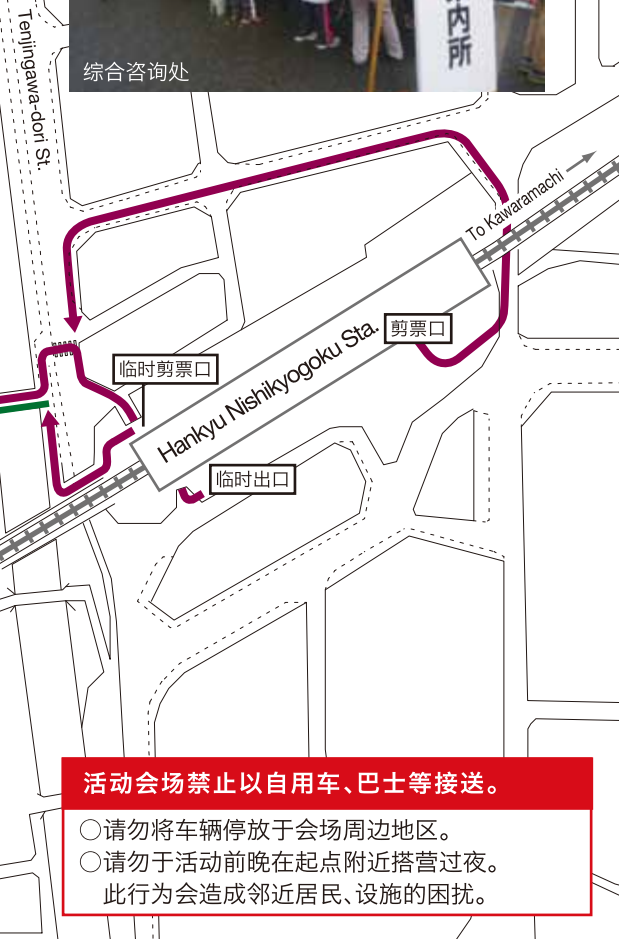 内所
综合咨询处
Tenjingawa-dori St.
To Kawaramachi
剪票口
Hankyu Nishikyogoku Sta.
临时剪票口
临时出口
活动会场禁止以自用车、巴士等接送。
○请勿将车辆停放于会场周边地区。
○请勿于活动前晚在起点附近搭营过夜。
此行为会造成邻近居民、设施的困扰。